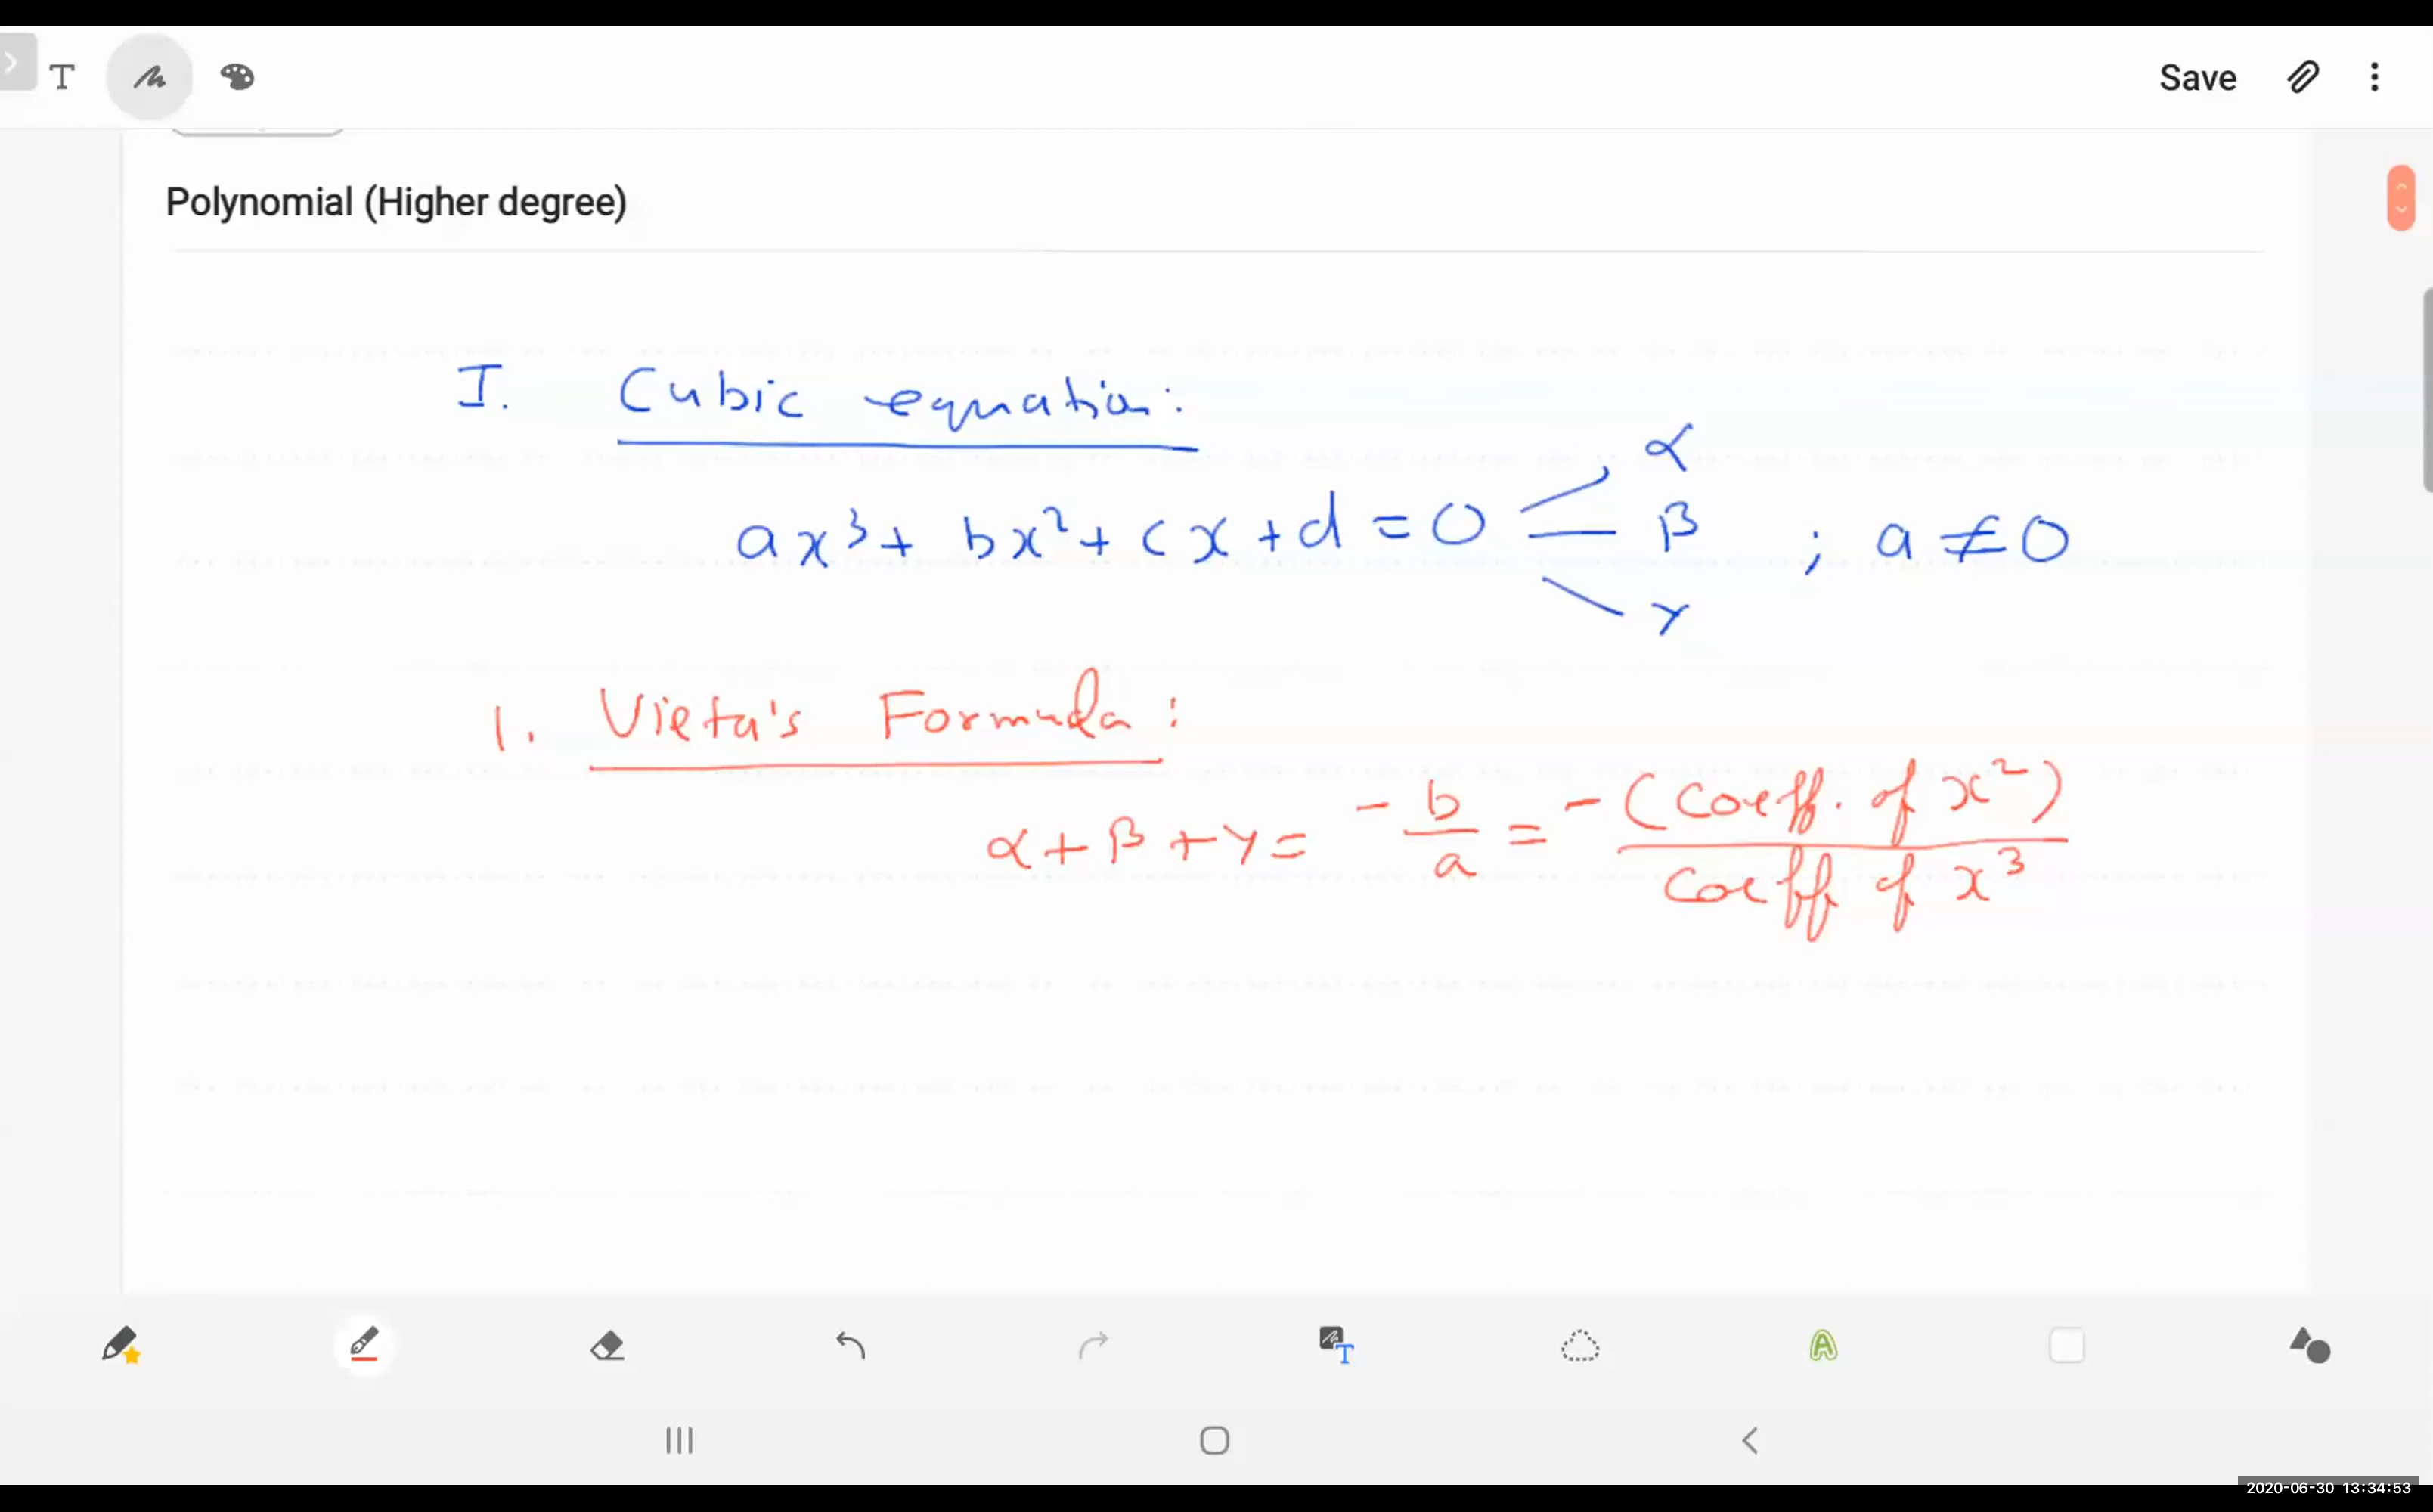 T Save
Polynomial (Higher degree)
I. Cubic equation:
ax³ + bx² + cx + d = 0 α β γ ; a ≠ 0
1. Vieta's Formula:
α + β + γ = - b/a = - (Coeff. of x²) / Coeff of x³
T
A
2020-06-30 13:34:53